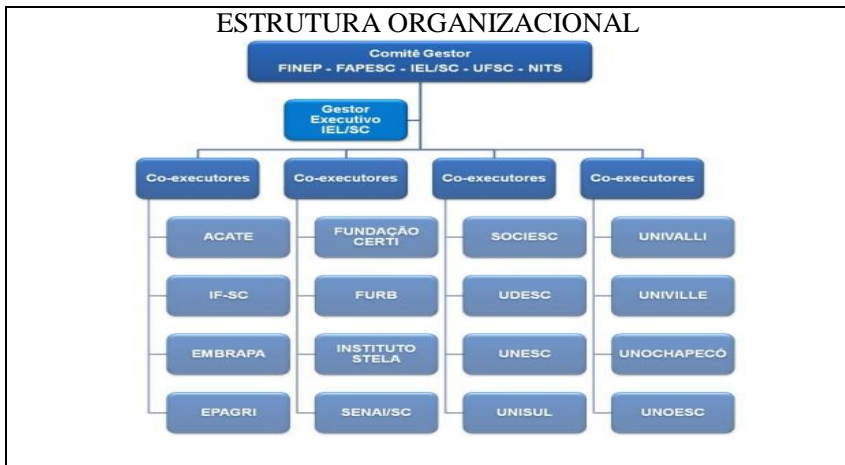 ESTRUTURA ORGANIZACIONAL
Comitê Gestor
FINEP - FAPESC - IEL/SC - UFSC - NITS
Gestor
Executivo
IEL/SC
Co-executores
Co-executores
Co-executores
Co-executores
ACATE
FUNDAÇÃO
CERTI
SOCIESC
UNIVALLI
IF-SC
FURB
UDESC
UNIVILLE
EMBRAPA
INSTITUTO
STELA
UNESC
UNOCHAPECÓ
EPAGRI
SENAI/SC
UNISUL
UNOESC